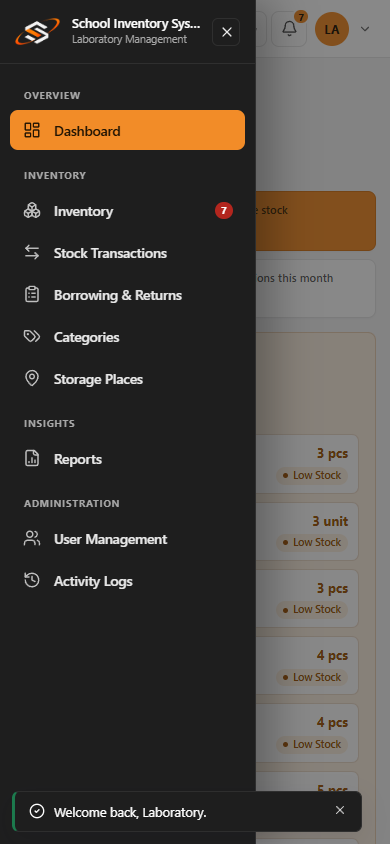 School Inventory Sys...
Laboratory Management
7
LA
OVERVIEW
Dashboard
INVENTORY
Inventory
7
Stock Transactions
Borrowing & Returns
Categories
Storage Places
INSIGHTS
Reports
ADMINISTRATION
User Management
Activity Logs
stock
ons this month
3 pcs
Low Stock
3 unit
Low Stock
3 pcs
Low Stock
4 pcs
Low Stock
4 pcs
Low Stock
5 pcs
Welcome back, Laboratory.